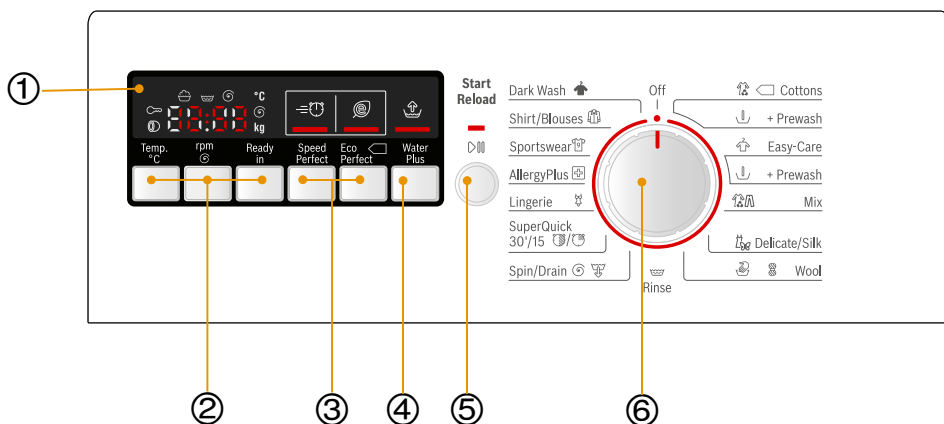 ①
°C
kg
Temp.
°C
rpm
Ready
in
Speed
Perfect
Eco
Perfect
Water
Plus
Start
Reload
Dark Wash
Shirt/Blouses
Sportswear
AllergyPlus
Lingerie
SuperQuick
30'/15
Spin/Drain
Off
Rinse
Cottons
+ Prewash
Easy-Care
+ Prewash
Mix
Delicate/Silk
Wool
② ③ ④ ⑤ ⑥